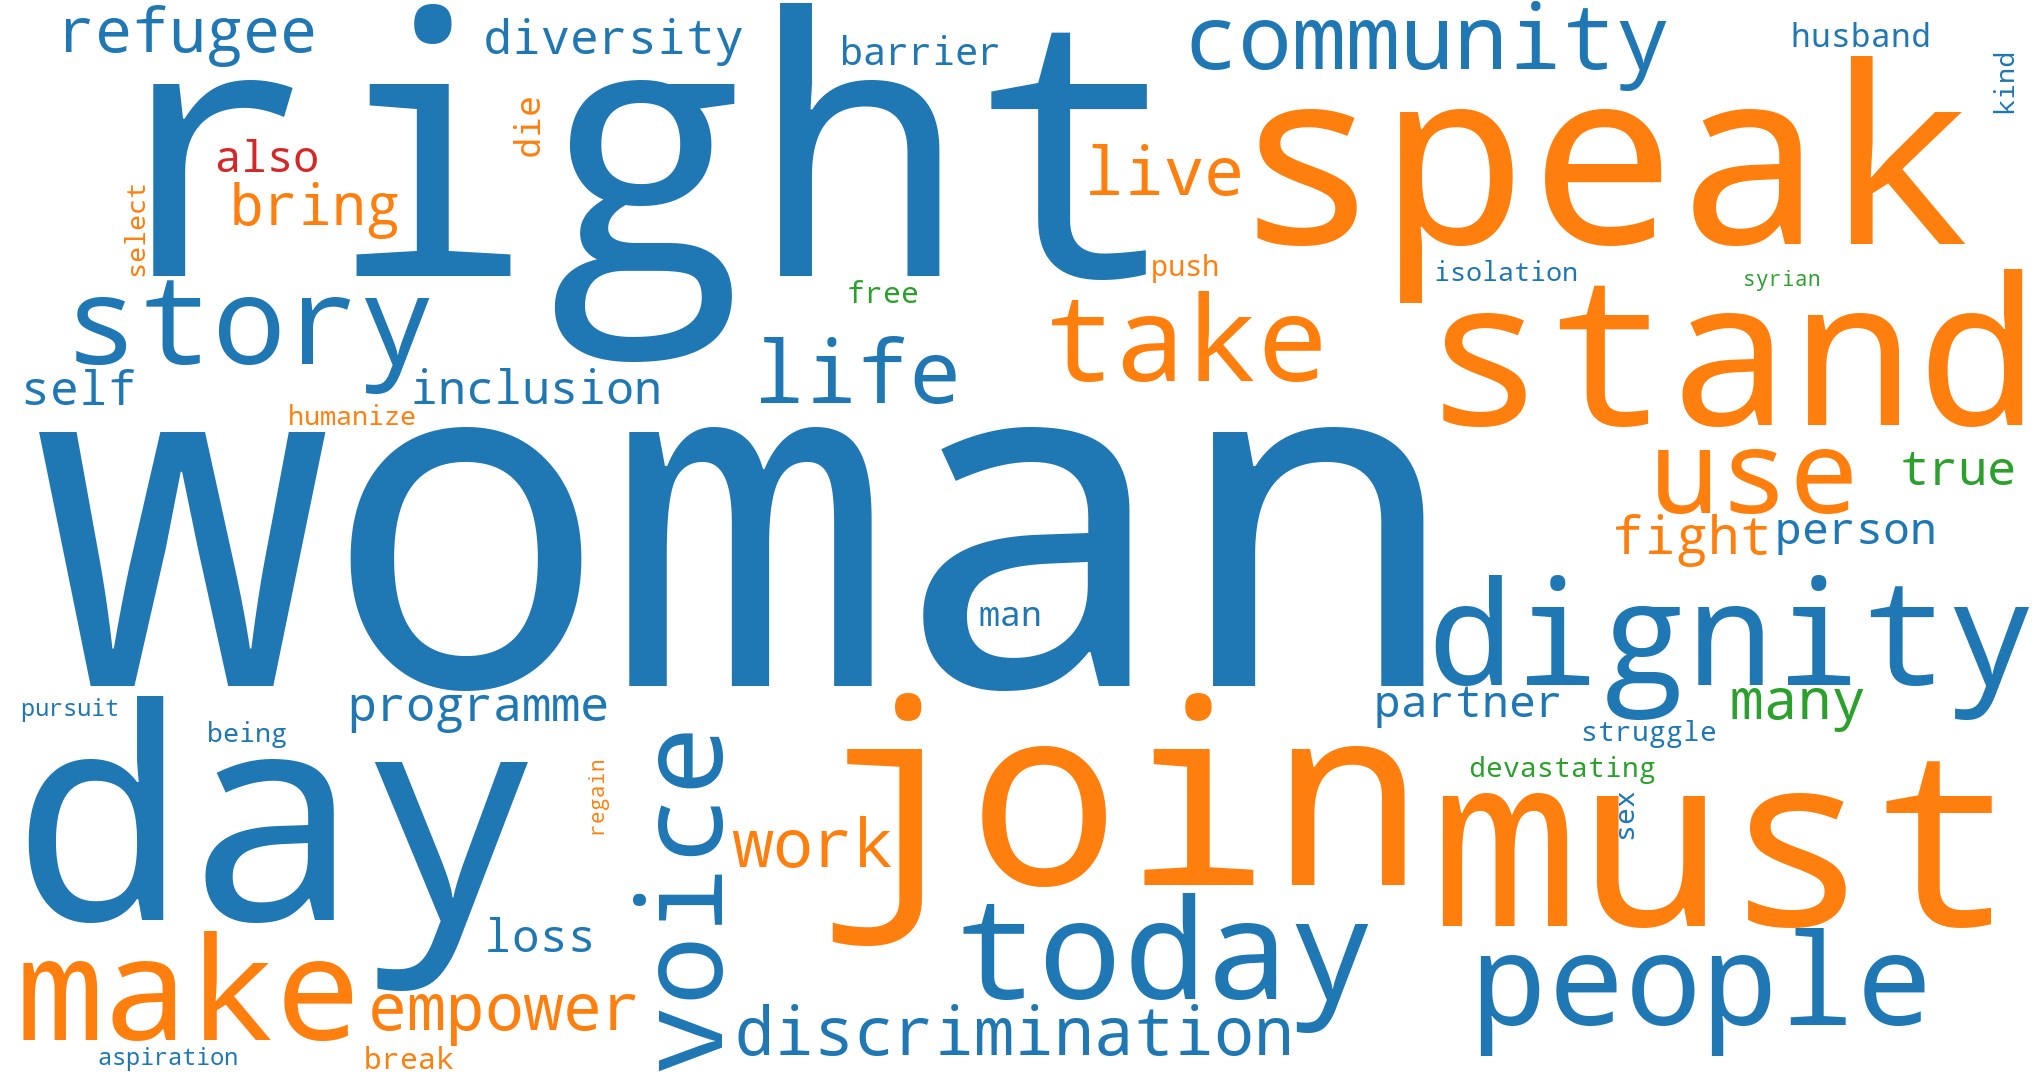 refugee
diversity
barrier
community
husband
kind
right
die
also
live
speak
select
bring
push
isolation
syrian
story
free
take
stand
life
self
inclusion
humanize
woman
use
true
fight
person
man
dignity
programme
partner
many
pursuit
being
struggle
day
voice
join
devastating
must
regain
work
sex
today
loss
people
make
empower
discrimination
aspiration
break